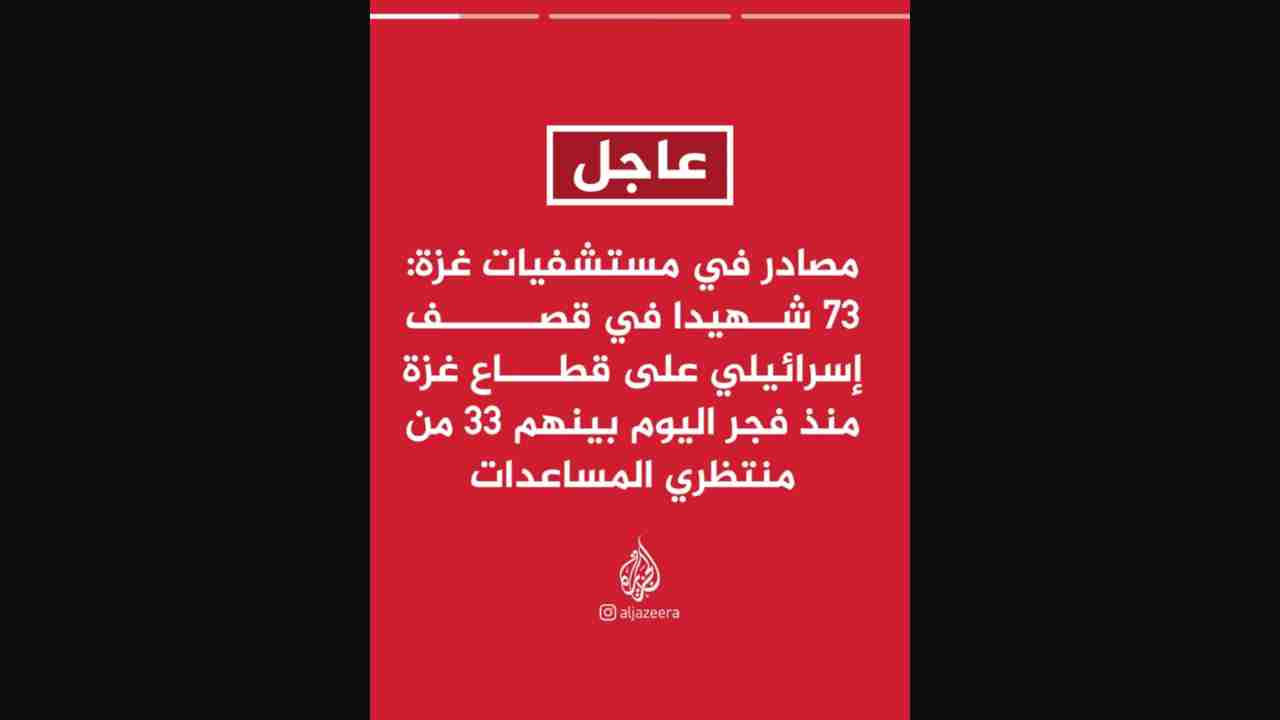 عاجل
مصادر في مستشفيات غزة:
73 شهيدا في قصف
إسرائيلي على قطاع غزة
منذ فجر اليوم بينهم 33 من
منتظري المساعدات
الجزيرة
aljazeera